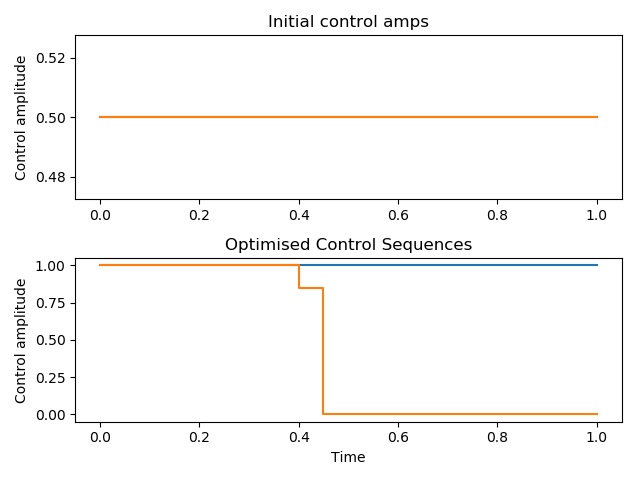 Initial control amps
Control amplitude
0.52
0.50
0.48
0.0 0.2 0.4 0.6 0.8 1.0
Optimised Control Sequences
Control amplitude
1.00
0.75
0.50
0.25
0.00
0.0 0.2 0.4 0.6 0.8 1.0
Time